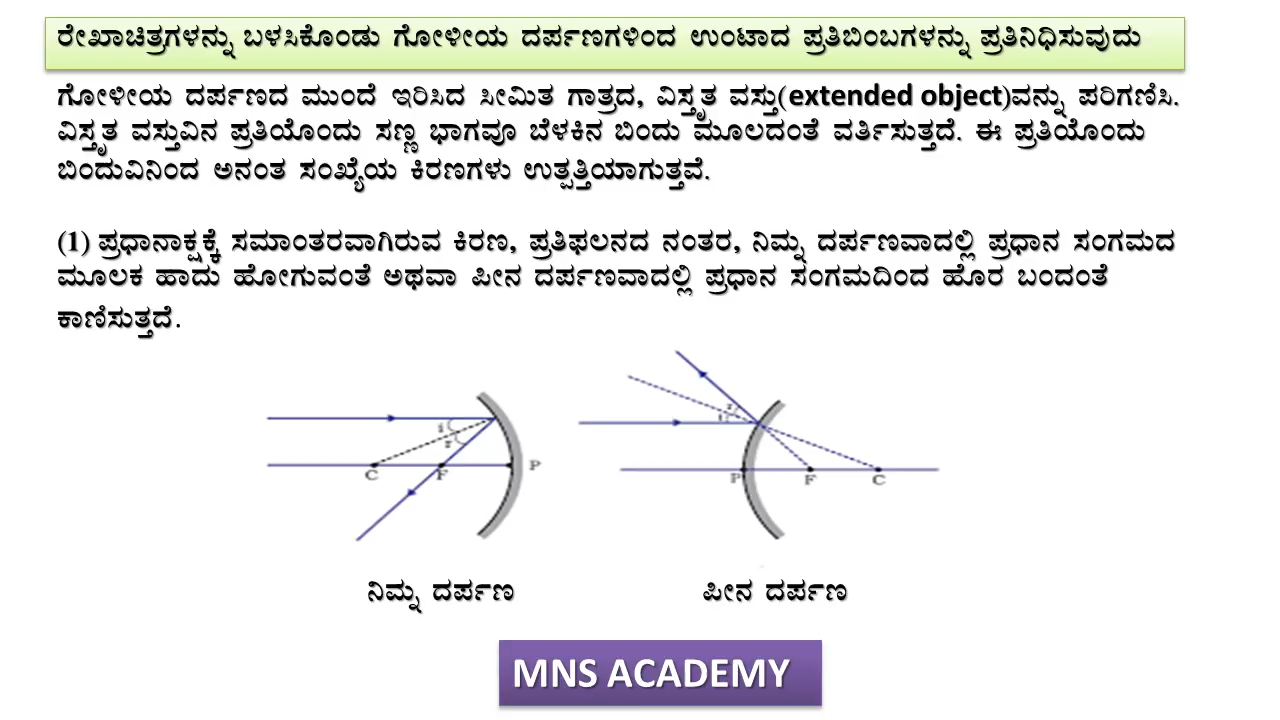 ರೇಖಾಚಿತ್ರಗಳನ್ನು ಬಳಸಿಕೊಂಡು ಗೋಳೀಯ ದರ್ಪಣಗಳಿಂದ ಉಂಟಾದ ಪ್ರತಿಬಿಂಬಗಳನ್ನು ಪ್ರತಿನಿಧಿಸುವುದು
ಗೋಳೀಯ ದರ್ಪಣದ ಮುಂದೆ ಇರಿಸಿದ ಸೀಮಿತ ಗಾತ್ರದ, ವಿಸ್ತೃತ ವಸ್ತು(extended object)ವನ್ನು ಪರಿಗಣಿಸಿ.
ವಿಸ್ತೃತ ವಸ್ತುವಿನ ಪ್ರತಿಯೊಂದು ಸಣ್ಣ ಭಾಗವೂ ಬೆಳಕಿನ ಬಿಂದು ಮೂಲದಂತೆ ವರ್ತಿಸುತ್ತದೆ. ಈ ಪ್ರತಿಯೊಂದು
ಬಿಂದುವಿನಿಂದ ಅನಂತ ಸಂಖ್ಯೆಯ ಕಿರಣಗಳು ಉತ್ಪತ್ತಿಯಾಗುತ್ತವೆ.
(1) ಪ್ರಧಾನಾಕ್ಷಕ್ಕೆ ಸಮಾಂತರವಾಗಿರುವ ಕಿರಣ, ಪ್ರತಿಫಲನದ ನಂತರ, ನಿಮ್ನ ದರ್ಪಣವಾದಲ್ಲಿ ಪ್ರಧಾನ ಸಂಗಮದ
ಮೂಲಕ ಹಾದು ಹೋಗುವಂತೆ ಅಥವಾ ಪೀನ ದರ್ಪಣವಾದಲ್ಲಿ ಪ್ರಧಾನ ಸಂಗಮದಿಂದ ಹೊರ ಬಂದಂತೆ
ಕಾಣಿಸುತ್ತದೆ.
i r C F P
r i P F C
ನಿಮ್ನ ದರ್ಪಣ ಪೀನ ದರ್ಪಣ
MNS ACADEMY